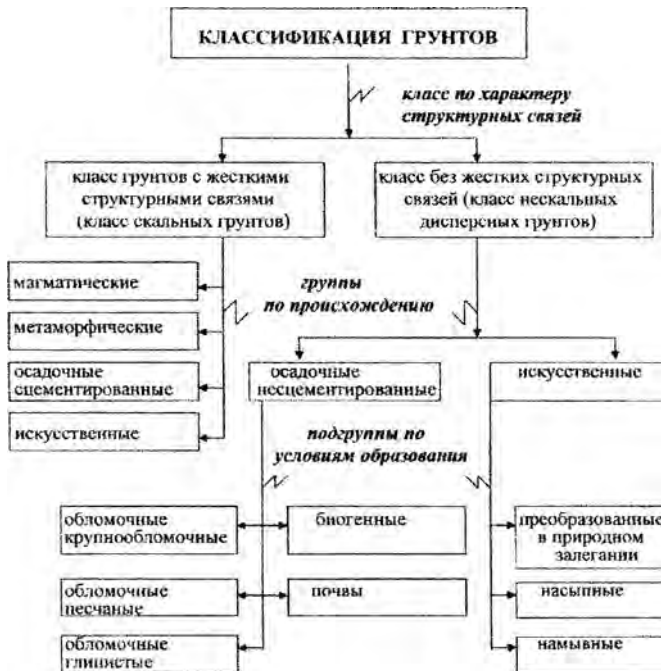 КЛАССИФИКАЦИЯ ГРУНТОВ
класс по характеру
структурных связей
класс грунтов с жесткими
структурными связями
(класс скальных грунтов)
класс без жестких структурных
связей (класс нескальных
дисперсных грунтов)
магматические
метаморфические
осадочные
сцементированные
искусственные
группы
по происхождению
осадочные
несцементированные
искусственные
подгруппы по
условиям образования
обломочные
крупнообломочные
биогенные
преобразованные
в природном
залегании
обломочные
песчаные
почвы
насыпные
обломочные
глинистые
намывные